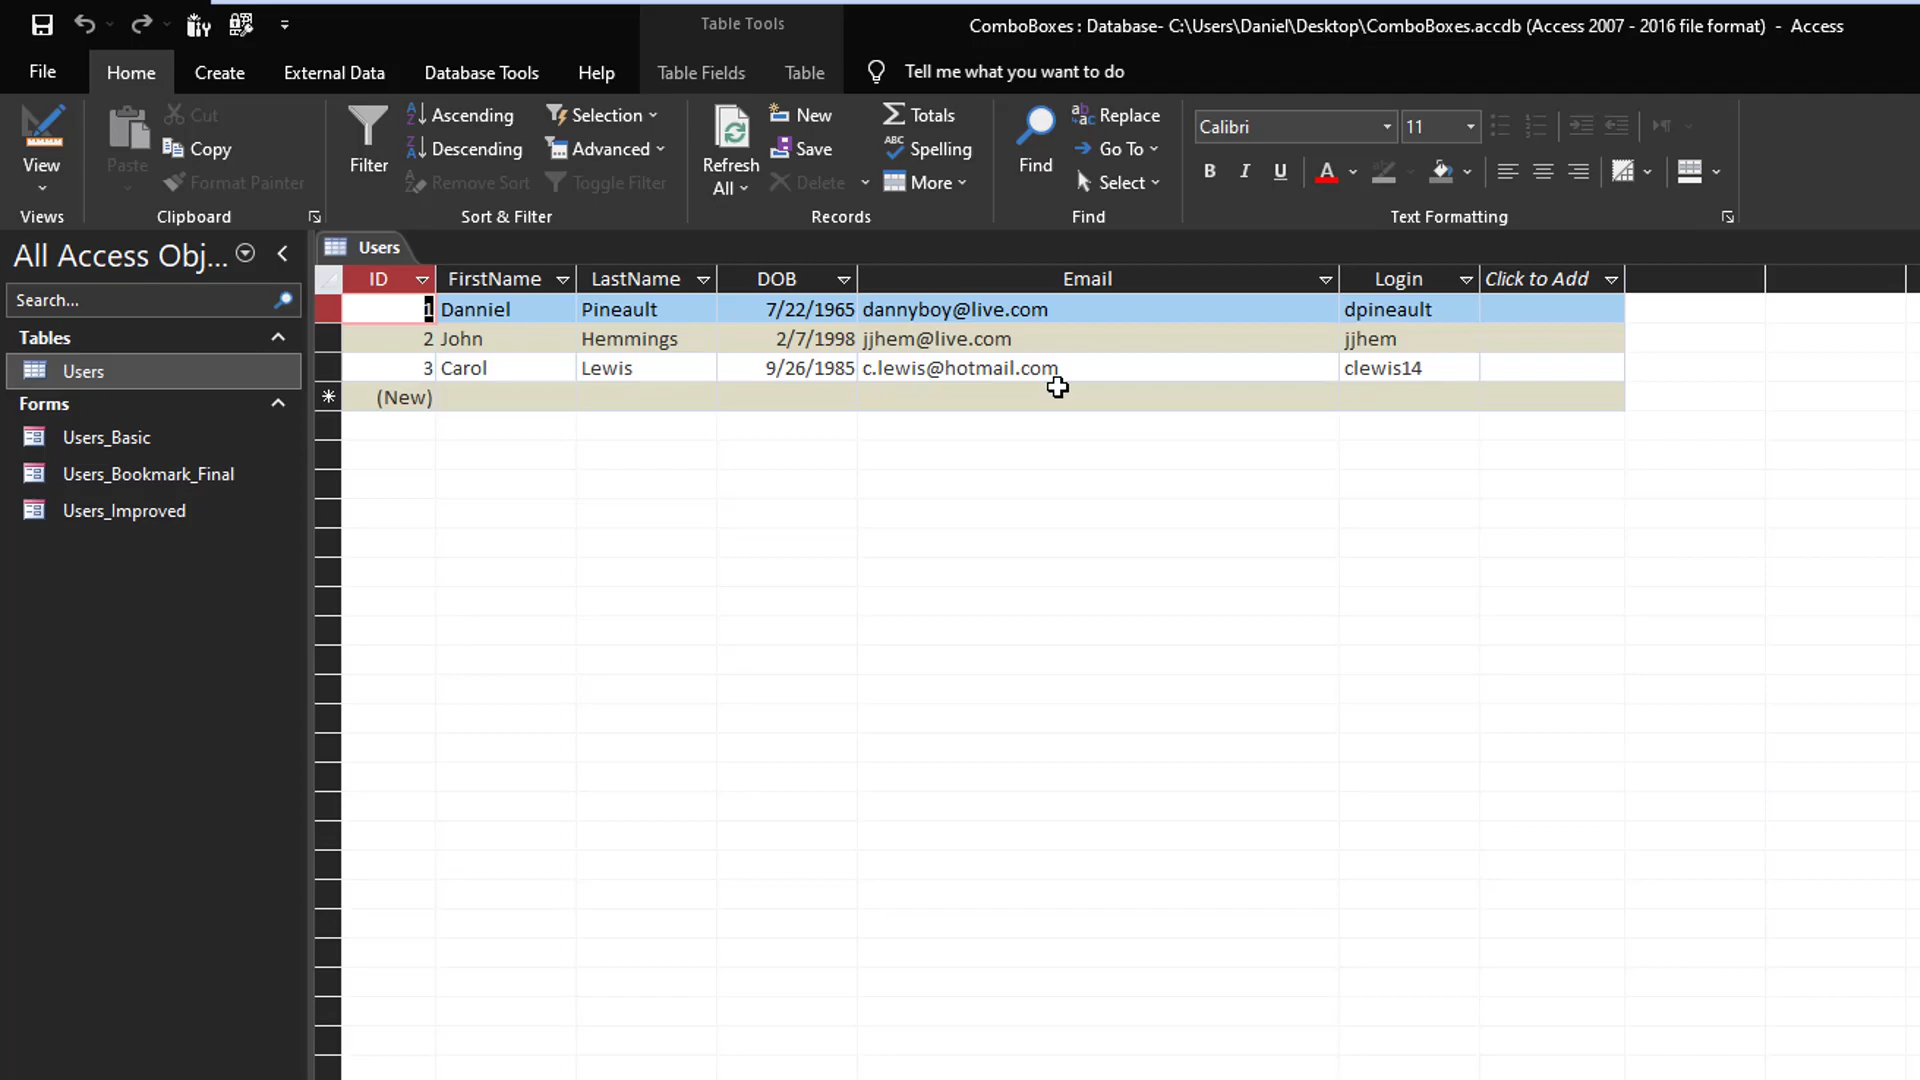 Table Tools
ComboBoxes : Database- C:\Users\Daniel\Desktop\ComboBoxes.accdb (Access 2007 - 2016 file format) - Access
File Home Create External Data Database Tools Help Table Fields Table Tell me what you want to do
View
Views
Paste
Cut
Copy
Format Painter
Clipboard
Filter
Ascending
Descending
Remove Sort
Selection
Advanced
Toggle Filter
Sort & Filter
Refresh
All
New
Save
Delete
Totals
Spelling
More
Records
Find
Replace
Go To
Select
Find
Calibri 11
B I U A
Text Formatting
All Access Obj...
Search...
Tables
Users
Forms
Users_Basic
Users_Bookmark_Final
Users_Improved
Users
ID FirstName LastName DOB Email Login Click to Add
1 Danniel Pineault 7/22/1965 dannyboy@live.com dpineault
2 John Hemmings 2/7/1998 jjhem@live.com jjhem
3 Carol Lewis 9/26/1985 c.lewis@hotmail.com clewis14
(New)